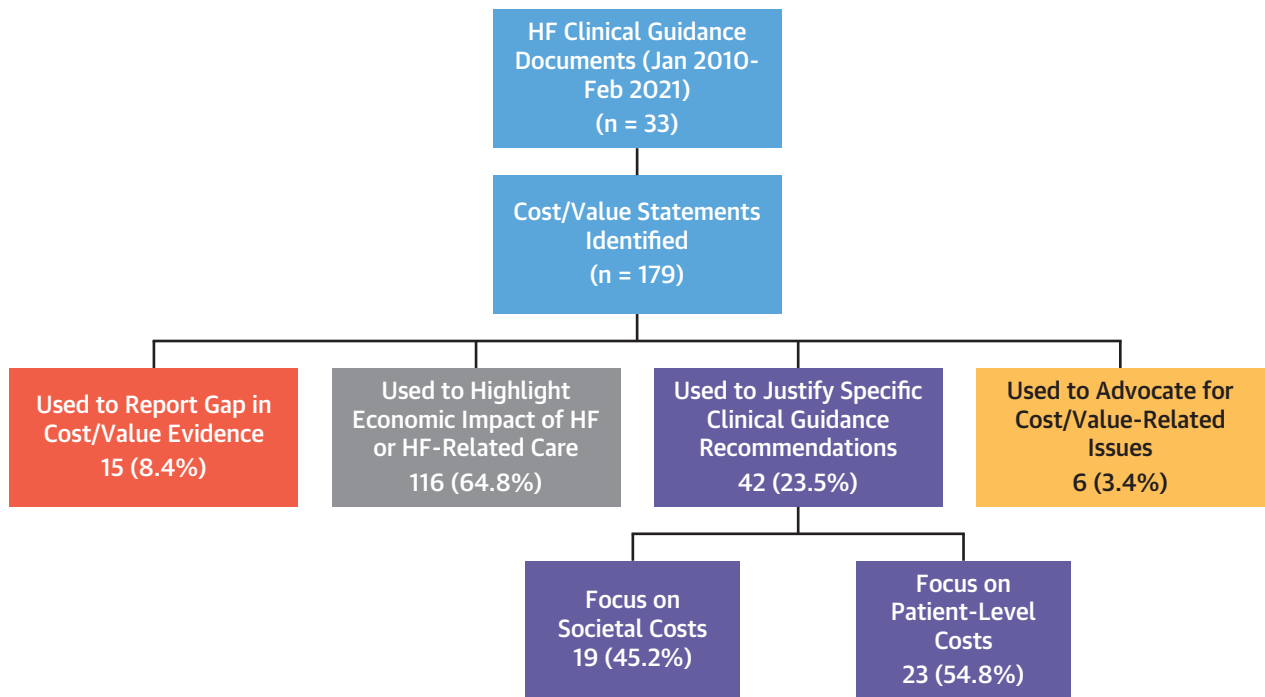 HF Clinical Guidance
Documents (Jan 2010-
Feb 2021)
(n = 33)
Cost/Value Statements
Identified
(n = 179)
Used to Report Gap in
Cost/Value Evidence
15 (8.4%)
Used to Highlight
Economic Impact of HF
or HF-Related Care
116 (64.8%)
Used to Justify Specific
Clinical Guidance
Recommendations
42 (23.5%)
Used to Advocate for
Cost/Value-Related
Issues
6 (3.4%)
Focus on
Societal Costs
19 (45.2%)
Focus on
Patient-Level
Costs
23 (54.8%)